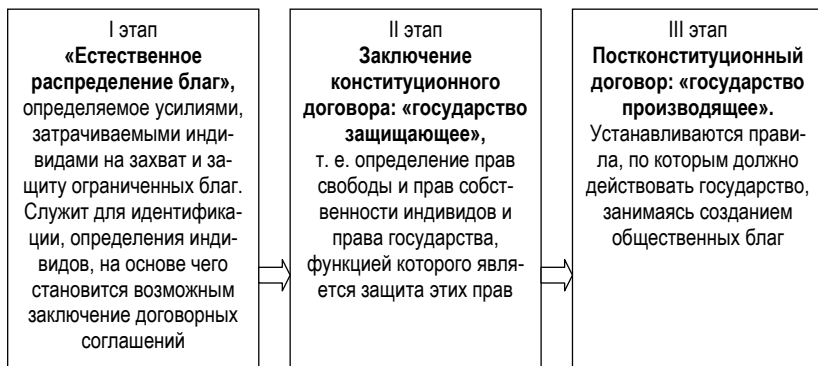 I этап
«Естественное
распределение благ»,
определяемое усилиями,
затрачиваемыми инди-
видами на захват и за-
щиту ограниченных благ.
Служит для идентифика-
ции, определения инди-
видов, на основе чего
становится возможным
заключение договорных
соглашений
II этап
Заключение
конституционного
договора: «государство
защищающее»,
т. е. определение прав
свободы и прав собст-
венности индивидов и
права государства,
функцией которого явля-
ется защита этих прав
III этап
Постконституционный
договор: «государство
производящее».
Устанавливаются прави-
ла, по которым должно
действовать государство,
занимаясь созданием
общественных благ